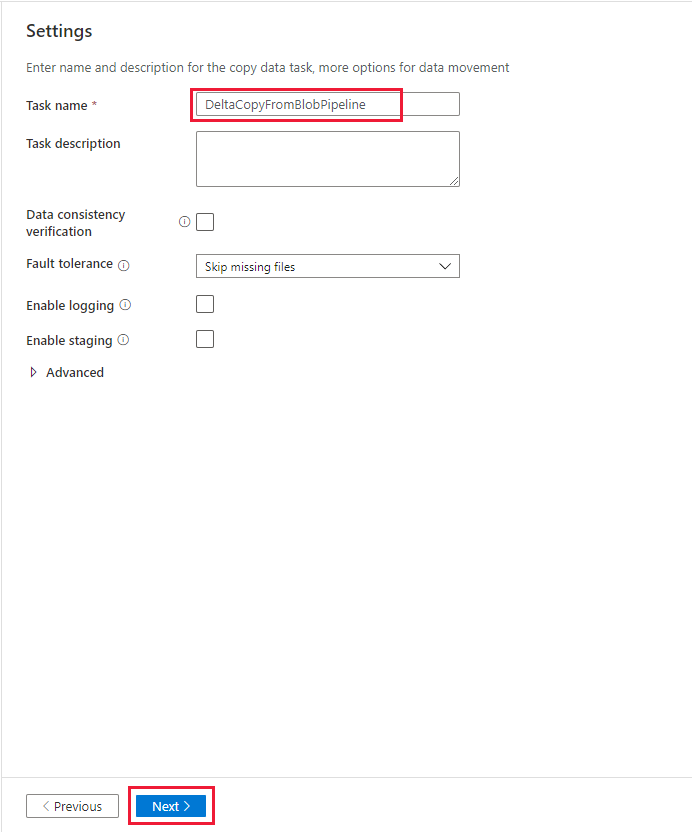 Settings
Enter name and description for the copy data task, more options for data movement
Task name *
DeltaCopyFromBlobPipeline
Task description
Data consistency
verification
Fault tolerance
Skip missing files
Enable logging
Enable staging
Advanced
Previous
Next